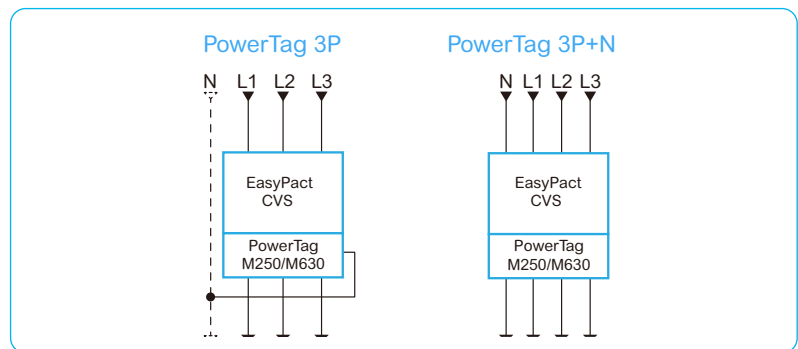 PowerTag 3P
N L1 L2 L3
EasyPact
CVS
PowerTag
M250/M630
PowerTag 3P+N
N L1 L2 L3
EasyPact
CVS
PowerTag
M250/M630